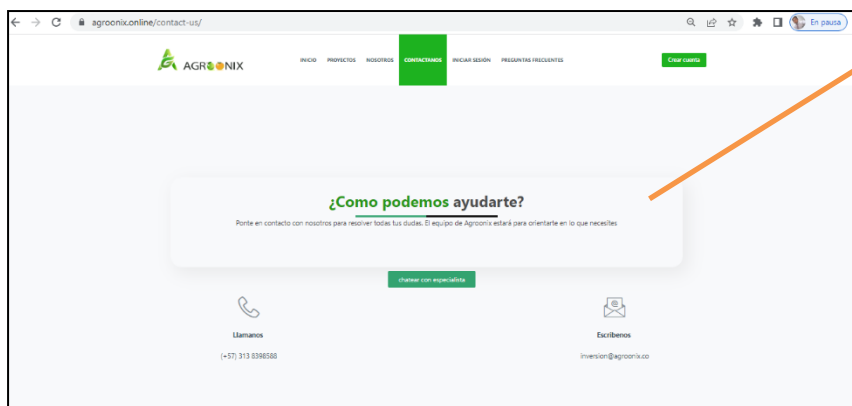 agroonix.online/contact-us/
En pausa
AGROONIX
INICIO PROYECTOS NOSOTROS CONTACTANOS INICIAR SESIÓN PREGUNTAS FRECUENTES
Crear cuenta
¿Como podemos ayudarte?
Ponte en contacto con nosotros para resolver todas tus dudas. El equipo de Agroonix estará para orientarte en lo que necesites
chatear con especialista
Llamanos
Escribenos
(+57) 313 8398588
inversion@agroonix.co